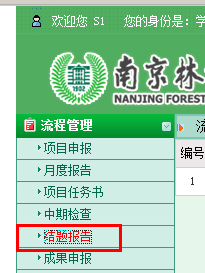 欢迎您 S1 您的身份是：学
南京林
NANJING FOREST
1902
流程管理
流
项目申报
编号
月度报告
1
项目任务书
中期检查
结题报告
成果申报